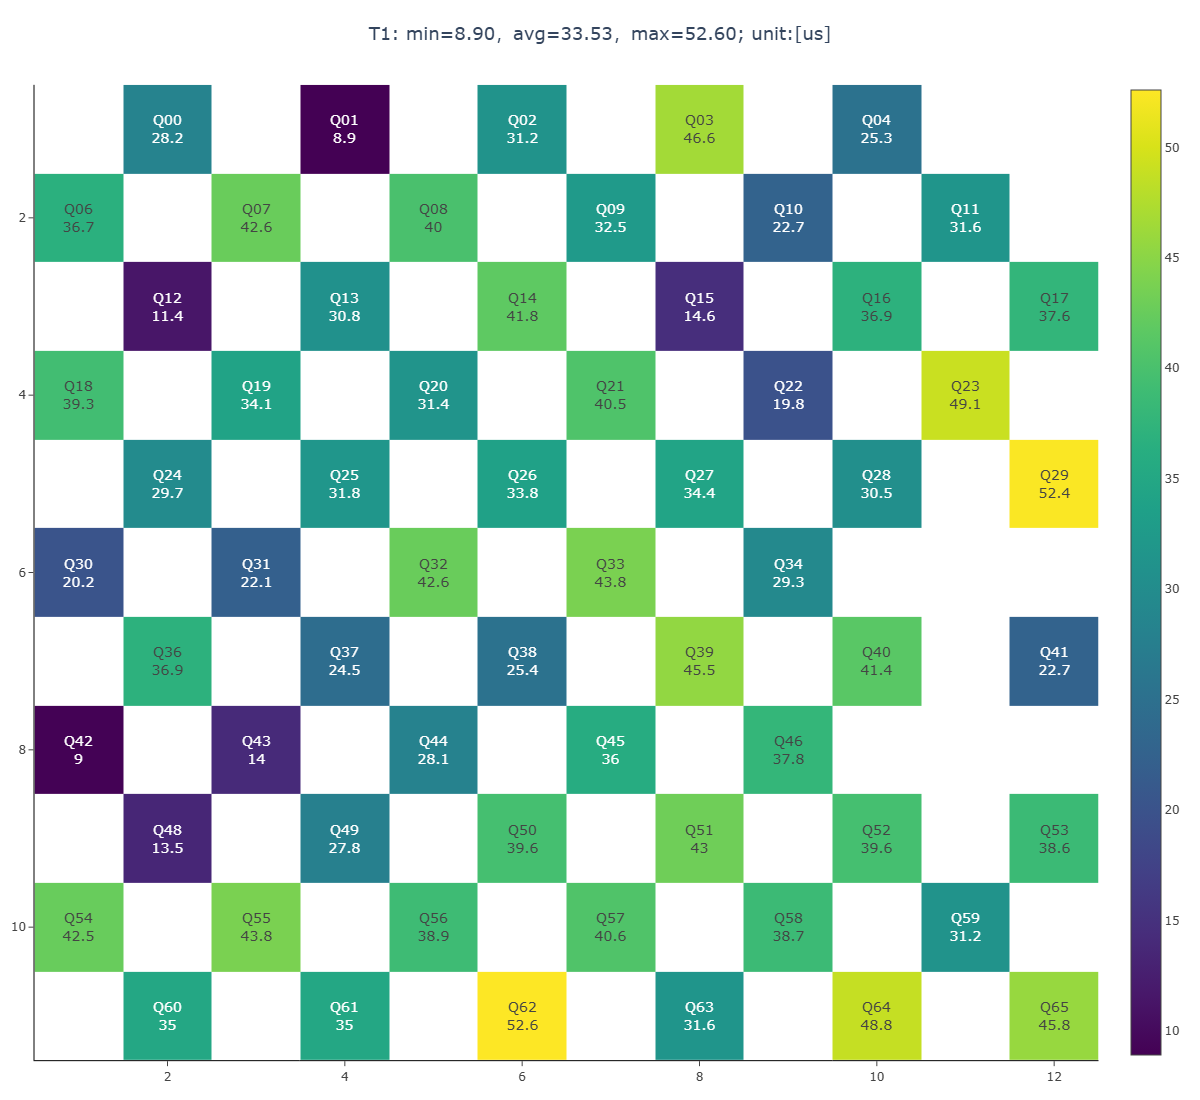 T1: min=8.90, avg=33.53, max=52.60; unit:[us]
Q00 Q01 Q02 Q03 Q04
28.2 8.9 31.2 46.6 25.3
50
2
Q06 Q07 Q08 Q09 Q10 Q11
36.7 42.6 40 32.5 22.7 31.6
45
Q12 Q13 Q14 Q15 Q16 Q17
11.4 30.8 41.8 14.6 36.9 37.6
40
4
Q18 Q19 Q20 Q21 Q22 Q23
39.3 34.1 31.4 40.5 19.8 49.1
35
Q24 Q25 Q26 Q27 Q28 Q29
29.7 31.8 33.8 34.4 30.5 52.4
6
Q30 Q31 Q32 Q33 Q34
20.2 22.1 42.6 43.8 29.3
30
Q36 Q37 Q38 Q39 Q40 Q41
36.9 24.5 25.4 45.5 41.4 22.7
25
8
Q42 Q43 Q44 Q45 Q46
9 14 28.1 36 37.8
20
Q48 Q49 Q50 Q51 Q52 Q53
13.5 27.8 39.6 43 39.6 38.6
15
10
Q54 Q55 Q56 Q57 Q58 Q59
42.5 43.8 38.9 40.6 38.7 31.2
Q60 Q61 Q62 Q63 Q64 Q65
35 35 52.6 31.6 48.8 45.8
10
2 4 6 8 10 12